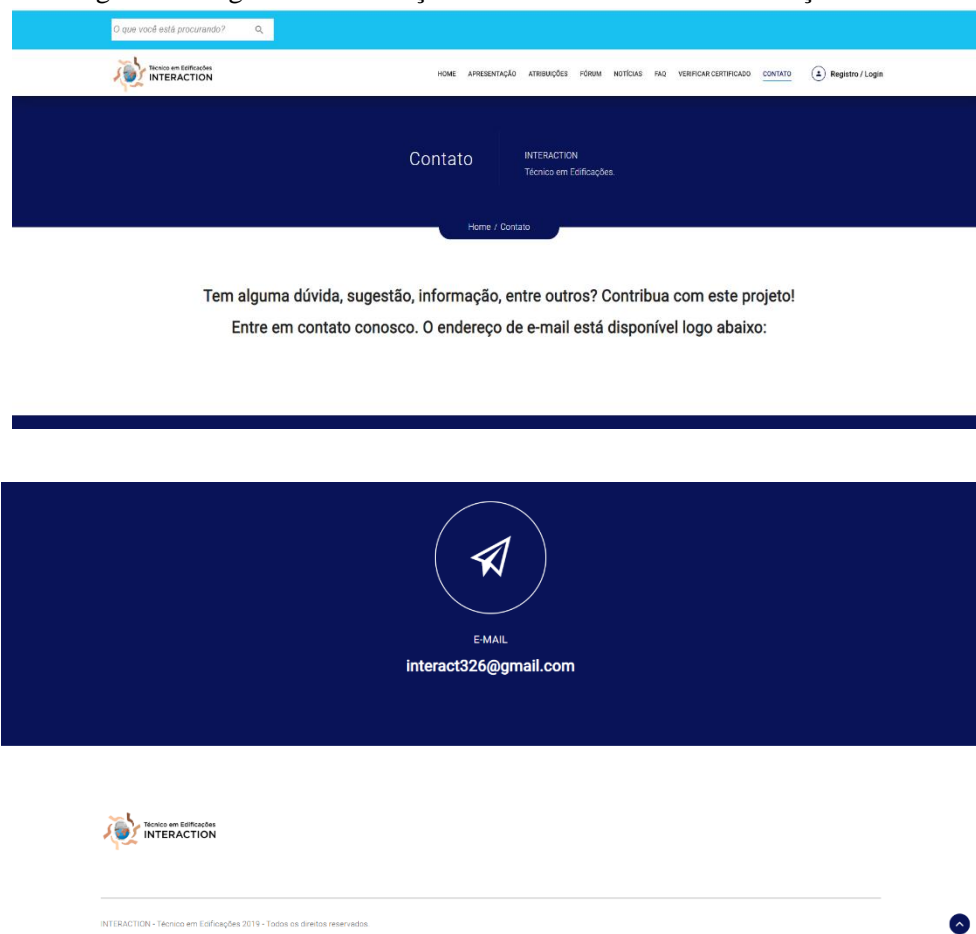 O que você está procurando?
Técnico em Edificações
INTERACTION
HOME APRESENTAÇÃO ATRIBUIÇÕES FÓRUM NOTÍCIAS FAQ VERIFICAR CERTIFICADO CONTATO Registro / Login
Contato
INTERACTION
Técnico em Edificações.
Home / Contato
Tem alguma dúvida, sugestão, informação, entre outros? Contribua com este projeto!
Entre em contato conosco. O endereço de e-mail está disponível logo abaixo:
E-MAIL
interact326@gmail.com
Técnico em Edificações
INTERACTION
INTERACTION - Técnico em Edificações 2019 - Todos os direitos reservados